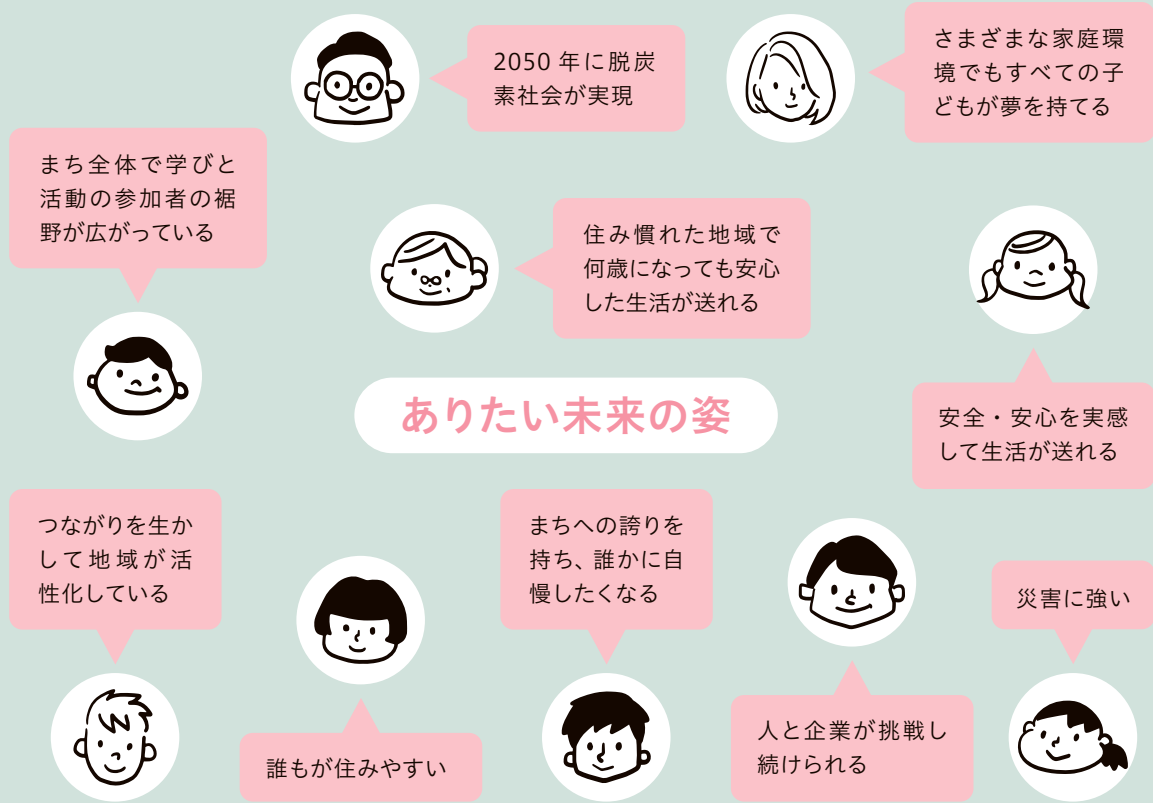 2050 年に脱炭
素社会が実現
さまざまな家庭環
境でもすべての子
どもが夢を持てる
まち全体で学びと
活動の参加者の裾
野が広がっている
住み慣れた地域で
何歳になっても安心
した生活が送れる
ありたい未来の姿
安全・安心を実感
して生活が送れる
つながりを生か
して地域が活
性化している
まちへの誇りを
持ち、誰かに自
慢したくなる
災害に強い
誰もが住みやすい
人と企業が挑戦し
続けられる